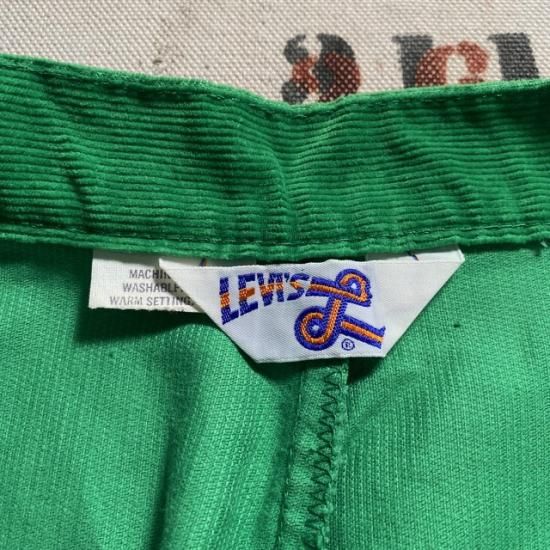 MACHIN
WASHABLE.
WARM SETTING.
LEVI'S
®